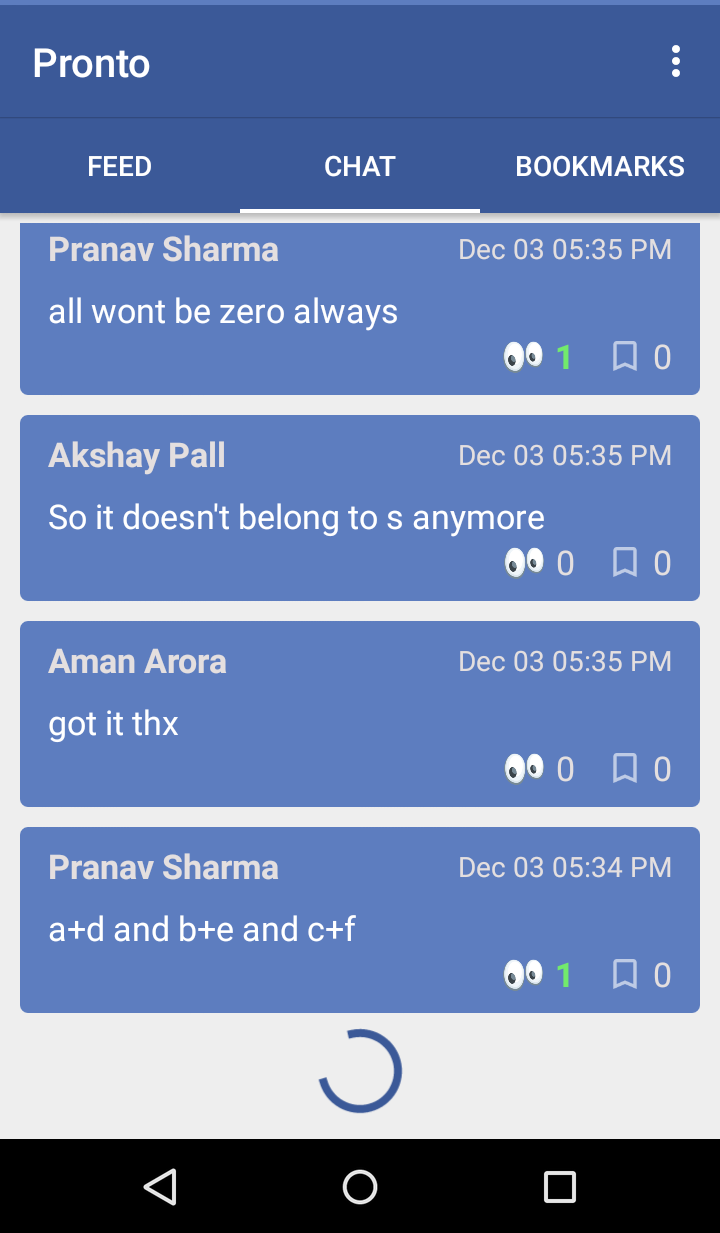 Pronto
FEED CHAT BOOKMARKS
Pranav Sharma Dec 03 05:35 PM
all wont be zero always
1 0
Akshay Pall Dec 03 05:35 PM
So it doesn't belong to s anymore
0 0
Aman Arora Dec 03 05:35 PM
got it thx
0 0
Pranav Sharma Dec 03 05:34 PM
a+d and b+e and c+f
1 0